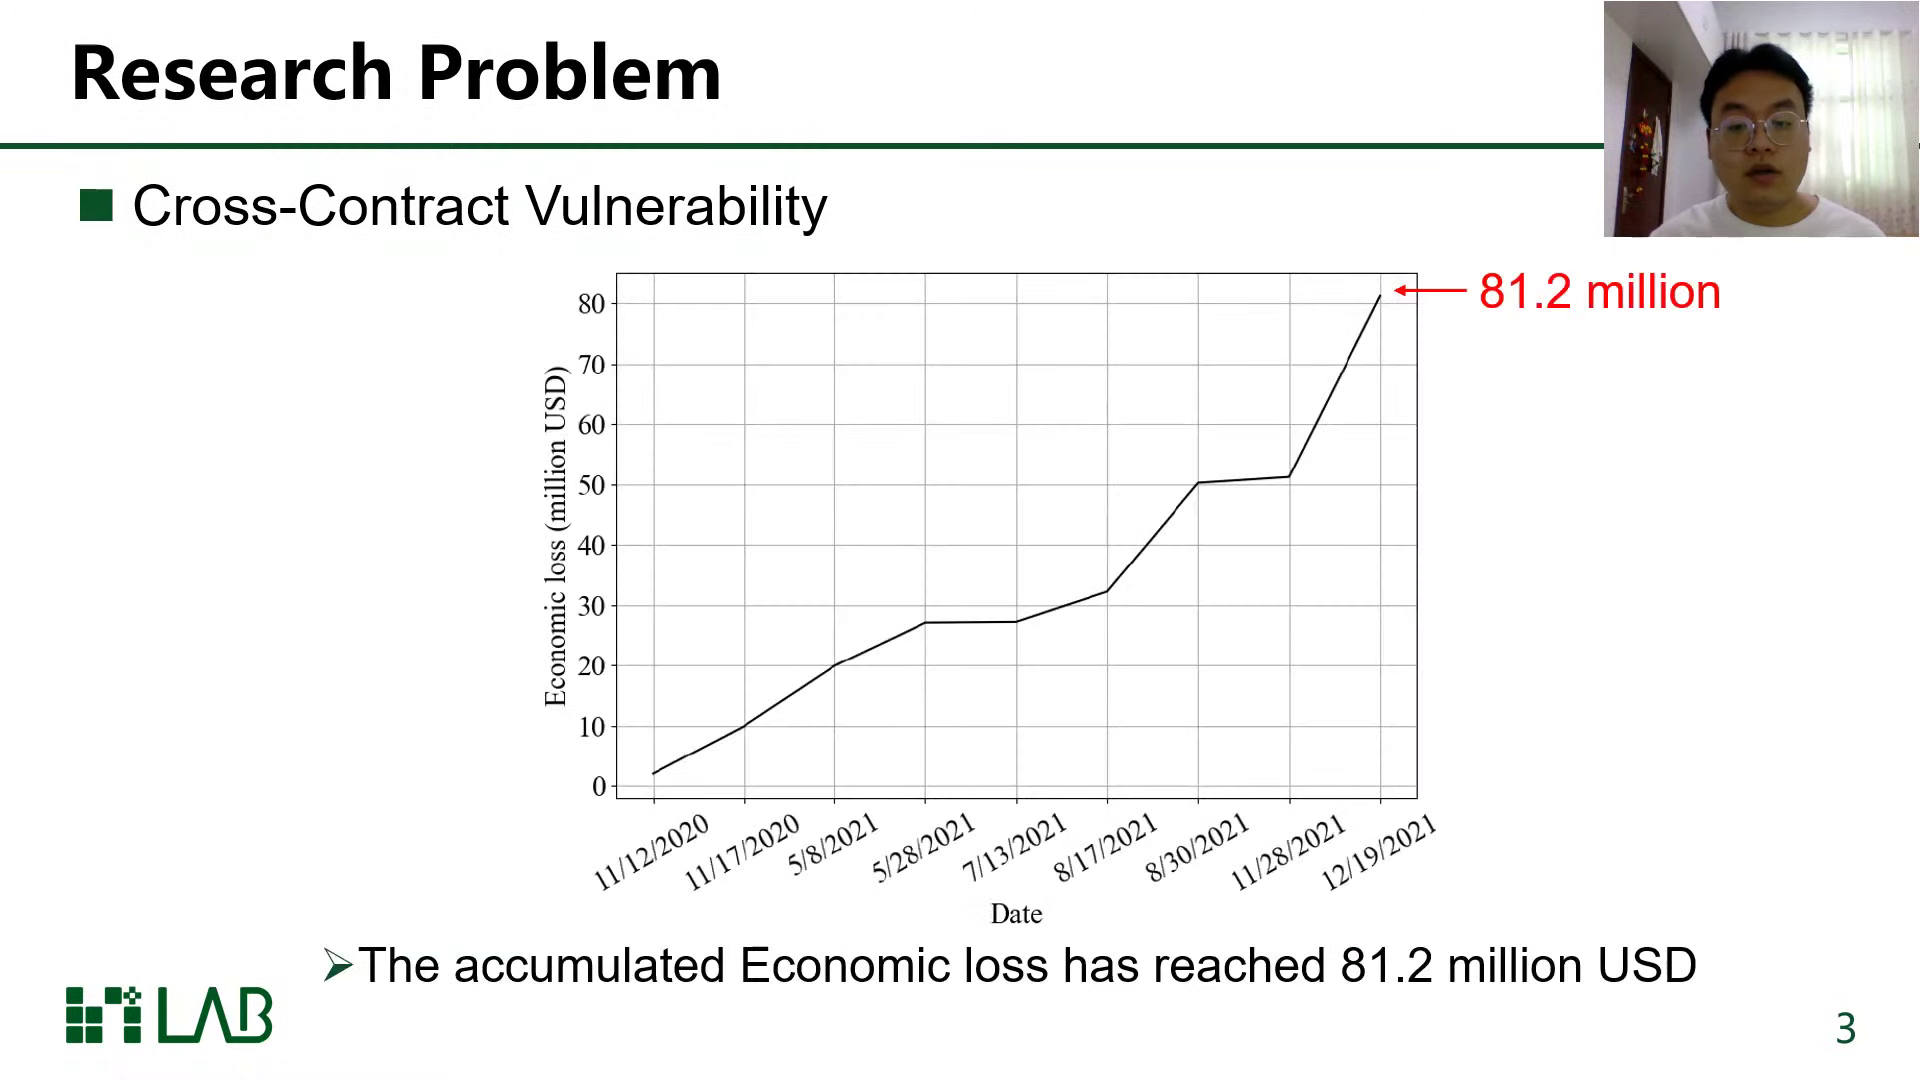 Research Problem
Cross-Contract Vulnerability
81.2 million
80
70
60
50
40
30
20
10
0
Economic loss (million USD)
11/12/2020
11/17/2020
5/8/2021
5/28/2021
7/13/2021
8/17/2021
8/30/2021
11/28/2021
12/19/2021
Date
The accumulated Economic loss has reached 81.2 million USD
LAB
3